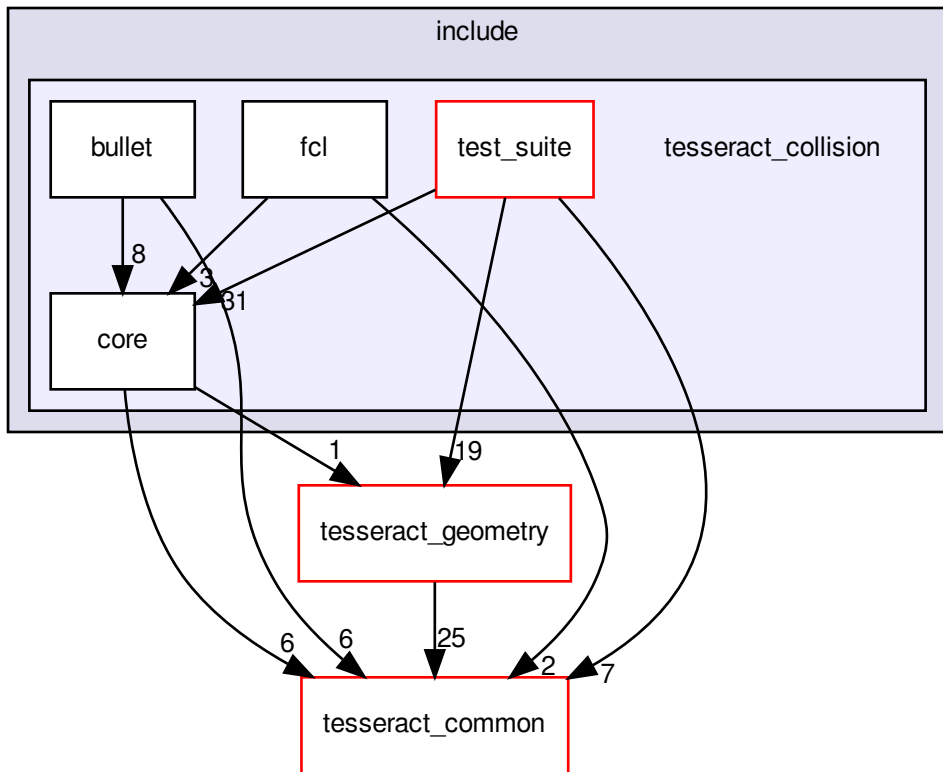 include
bullet
fcl
test_suite
tesseract_collision
8
3
31
core
1
19
tesseract_geometry
6
6
25
2
7
tesseract_common